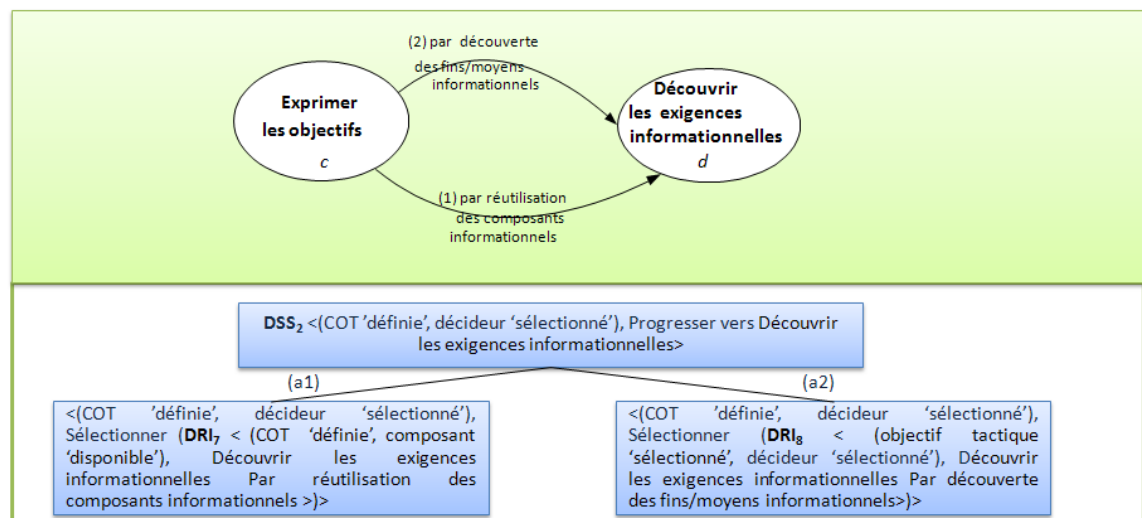 (2) par découverte
des fins/moyens
informationnels
Exprimer
les objectifs
c
Découvrir
les exigences
informationnelles
d
(1) par réutilisation
des composants
informationnels
DSS2 <(COT ’définie’, décideur ‘sélectionné’), Progresser vers Découvrir
les exigences informationnelles>
(a1)
(a2)
<(COT ’définie’, décideur ‘sélectionné’),
Sélectionner (DRI7 < (COT ‘définie’, composant
‘disponible’), Découvrir les exigences
informationnelles Par réutilisation des
composants informationnels >)>
<(COT ’définie’, décideur ‘sélectionné’),
Sélectionner (DRI8 < (objectif tactique
‘sélectionné’, décideur ‘sélectionné’), Découvrir
les exigences informationnelles Par découverte
des fins/moyens informationnels>)>